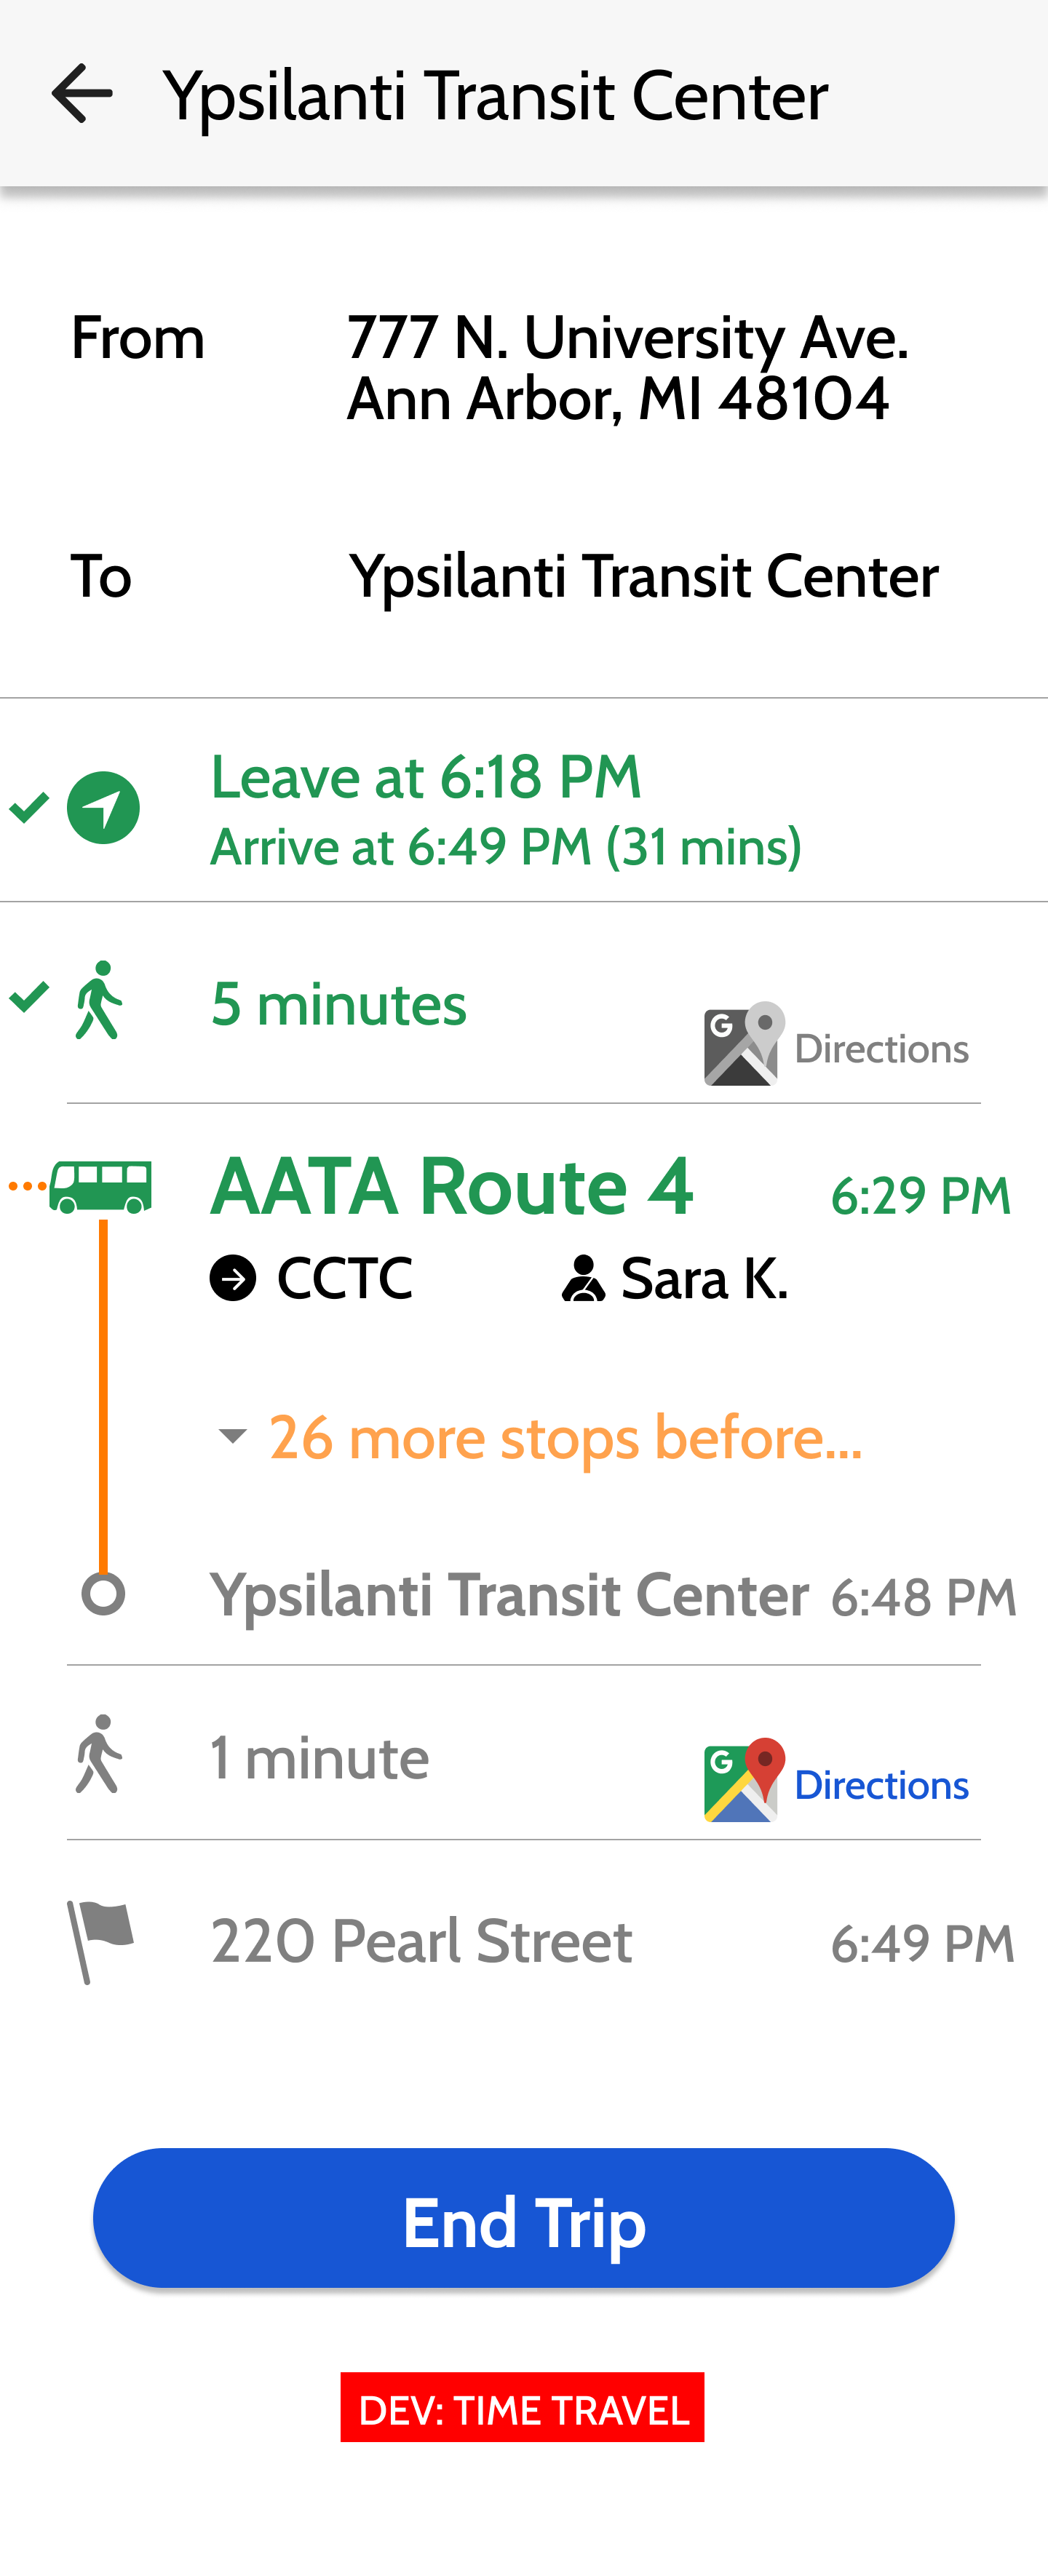 Ypsilanti Transit Center
From
777 N. University Ave.
Ann Arbor, MI 48104
To
Ypsilanti Transit Center
Leave at 6:18 PM
Arrive at 6:49 PM (31 mins)
5 minutes
G Directions
AATA Route 4 6:29 PM
CCTC Sara K.
26 more stops before...
Ypsilanti Transit Center 6:48 PM
1 minute
G Directions
220 Pearl Street 6:49 PM
End Trip
DEV: TIME TRAVEL